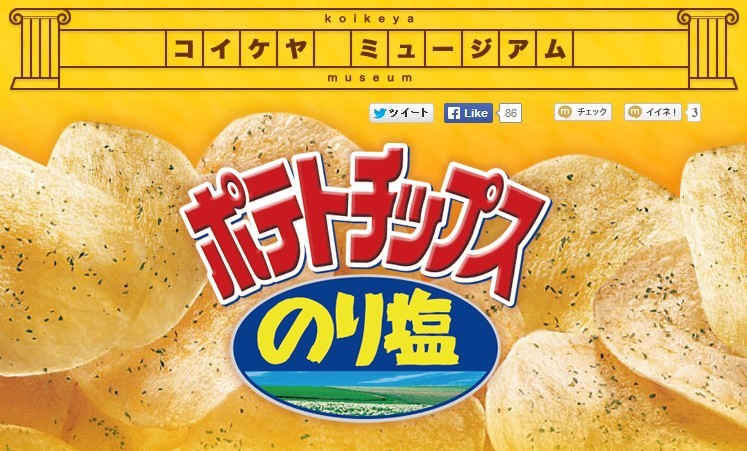 koikeya
コイケヤ ミュージアム
museum
ツイート Like 86 m チェック m イイネ! 3
ポテトチップス
のり塩